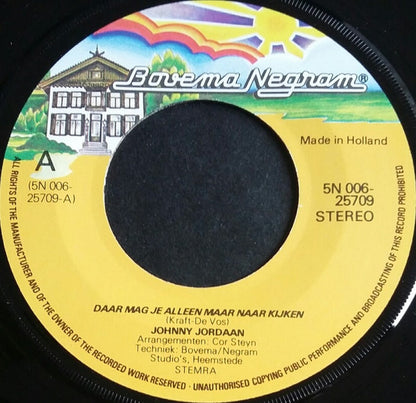 Bovema Negram®
Made in Holland
A
(5N 006-
25709-A)
5N 006-
25709
STEREO
DAAR MAG JE ALLEEN MAAR NAAR KIJKEN
(Kraft-De Vos)
JOHNNY JORDAAN
Arrangementen: Cor Steyn
Techniek: Bovema/Negram
Studio's, Heemstede
STEMRA
ALL RIGHTS OF THE MANUFACTURER AND OF THE OWNER OF THE RECORDED WORK RESERVED · UNAUTHORISED COPYING PUBLIC PERFORMANCE AND BROADCASTING OF THIS RECORD PROHIBITED